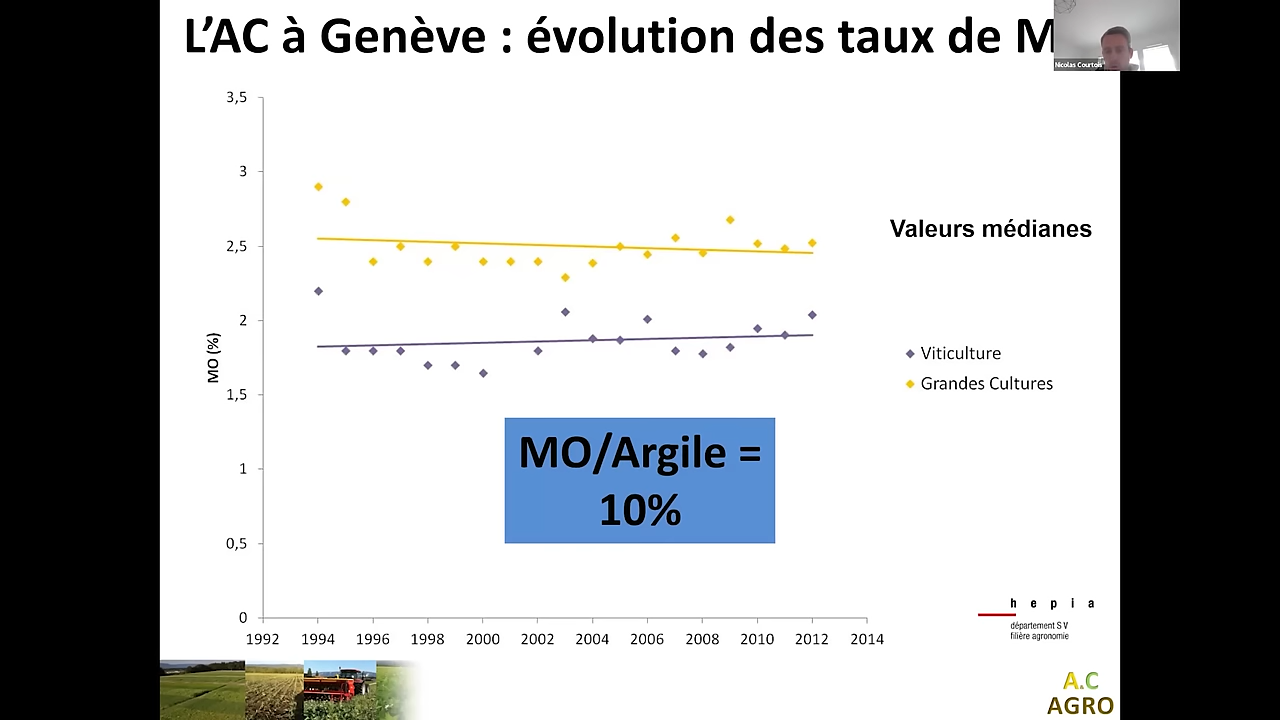 L’AC à Genève : évolution des taux de M
Nicolas Courtois
3,5
3
2,5
2
1,5
1
0,5
0
MO (%)
1992 1994 1996 1998 2000 2002 2004 2006 2008 2010 2012 2014
Valeurs médianes
Viticulture
Grandes Cultures
MO/Argile =
10%
h e p i a
département S V
filière agronomie
A.C
AGRO